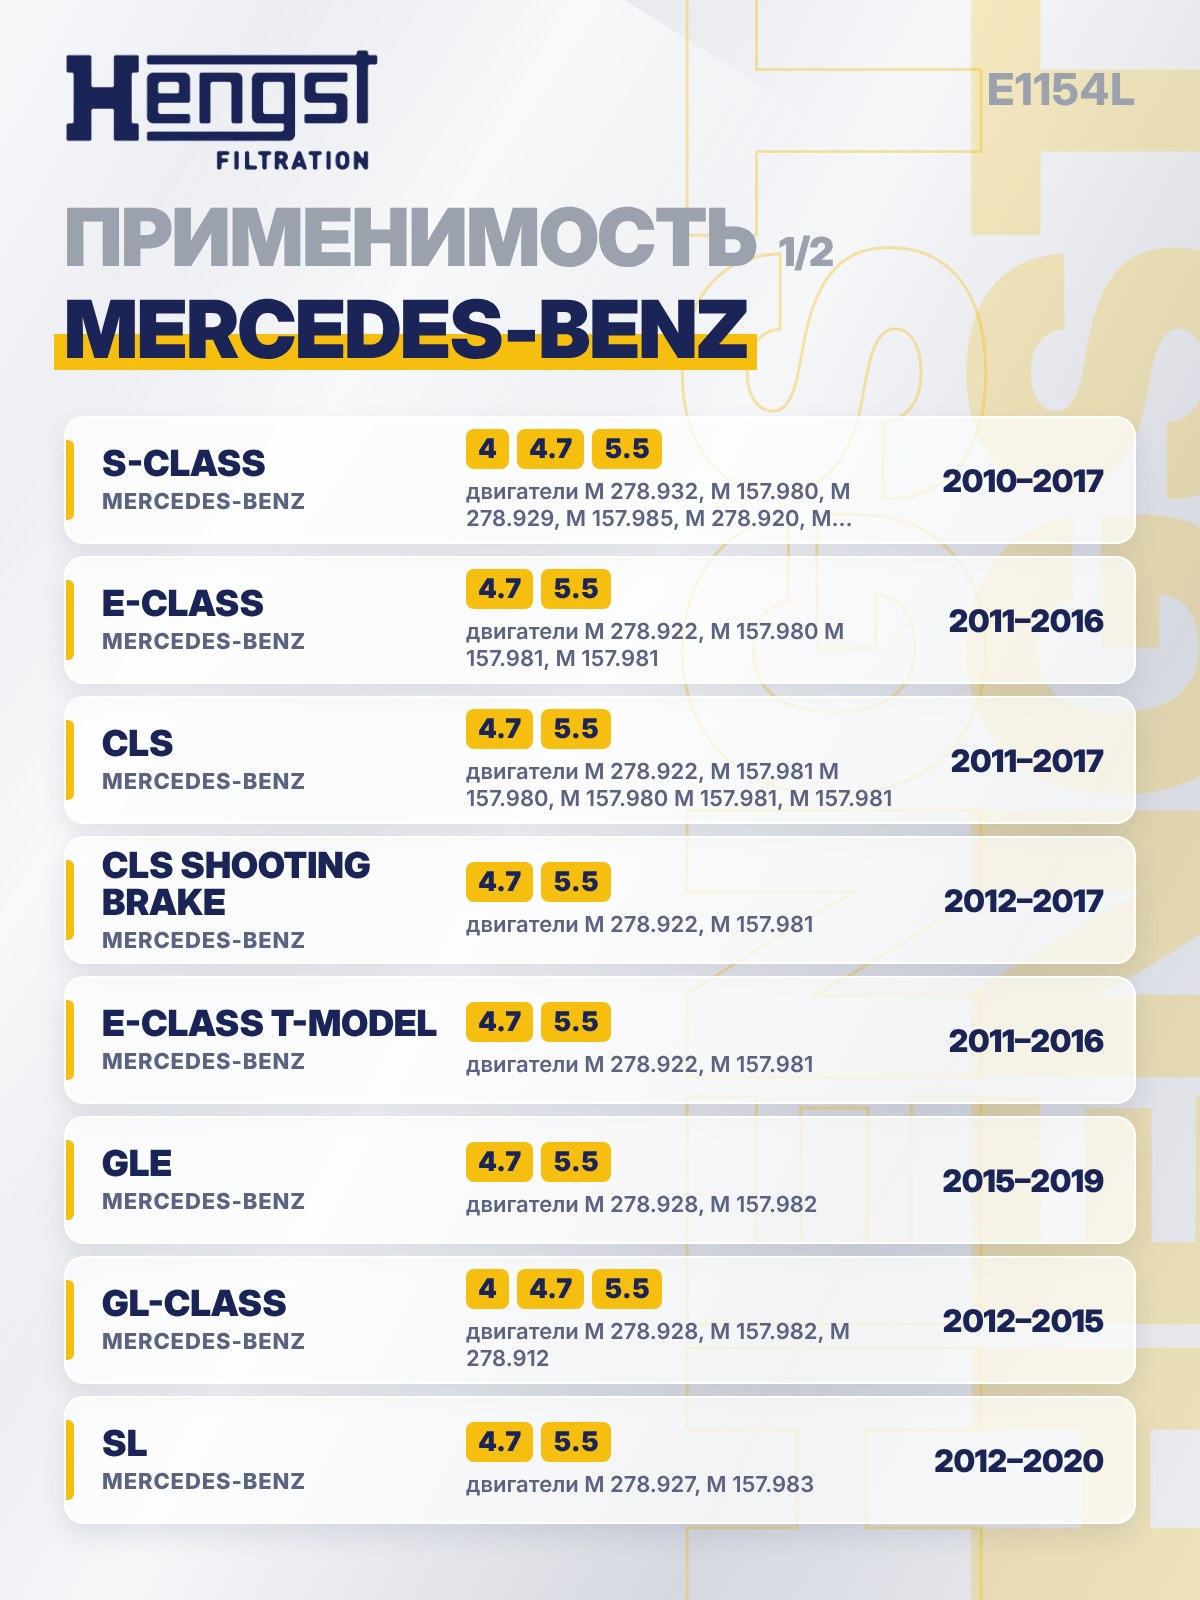 Hengst
FILTRATION
E1154L
ПРИМЕНИМОСТЬ 1/2
MERCEDES-BENZ
S-CLASS
MERCEDES-BENZ
4 4.7 5.5
двигатели M 278.932, M 157.980, M
278.929, M 157.985, M 278.920, M...
2010–2017
E-CLASS
MERCEDES-BENZ
4.7 5.5
двигатели M 278.922, M 157.980 M
157.981, M 157.981
2011–2016
CLS
MERCEDES-BENZ
4.7 5.5
двигатели M 278.922, M 157.981 M
157.980, M 157.980 M 157.981, M 157.981
2011–2017
CLS SHOOTING
BRAKE
MERCEDES-BENZ
4.7 5.5
двигатели M 278.922, M 157.981
2012–2017
E-CLASS T-MODEL
MERCEDES-BENZ
4.7 5.5
двигатели M 278.922, M 157.981
2011–2016
GLE
MERCEDES-BENZ
4.7 5.5
двигатели M 278.928, M 157.982
2015–2019
GL-CLASS
MERCEDES-BENZ
4 4.7 5.5
двигатели M 278.928, M 157.982, M
278.912
2012–2015
SL
MERCEDES-BENZ
4.7 5.5
двигатели M 278.927, M 157.983
2012–2020
HENGST
HENGST